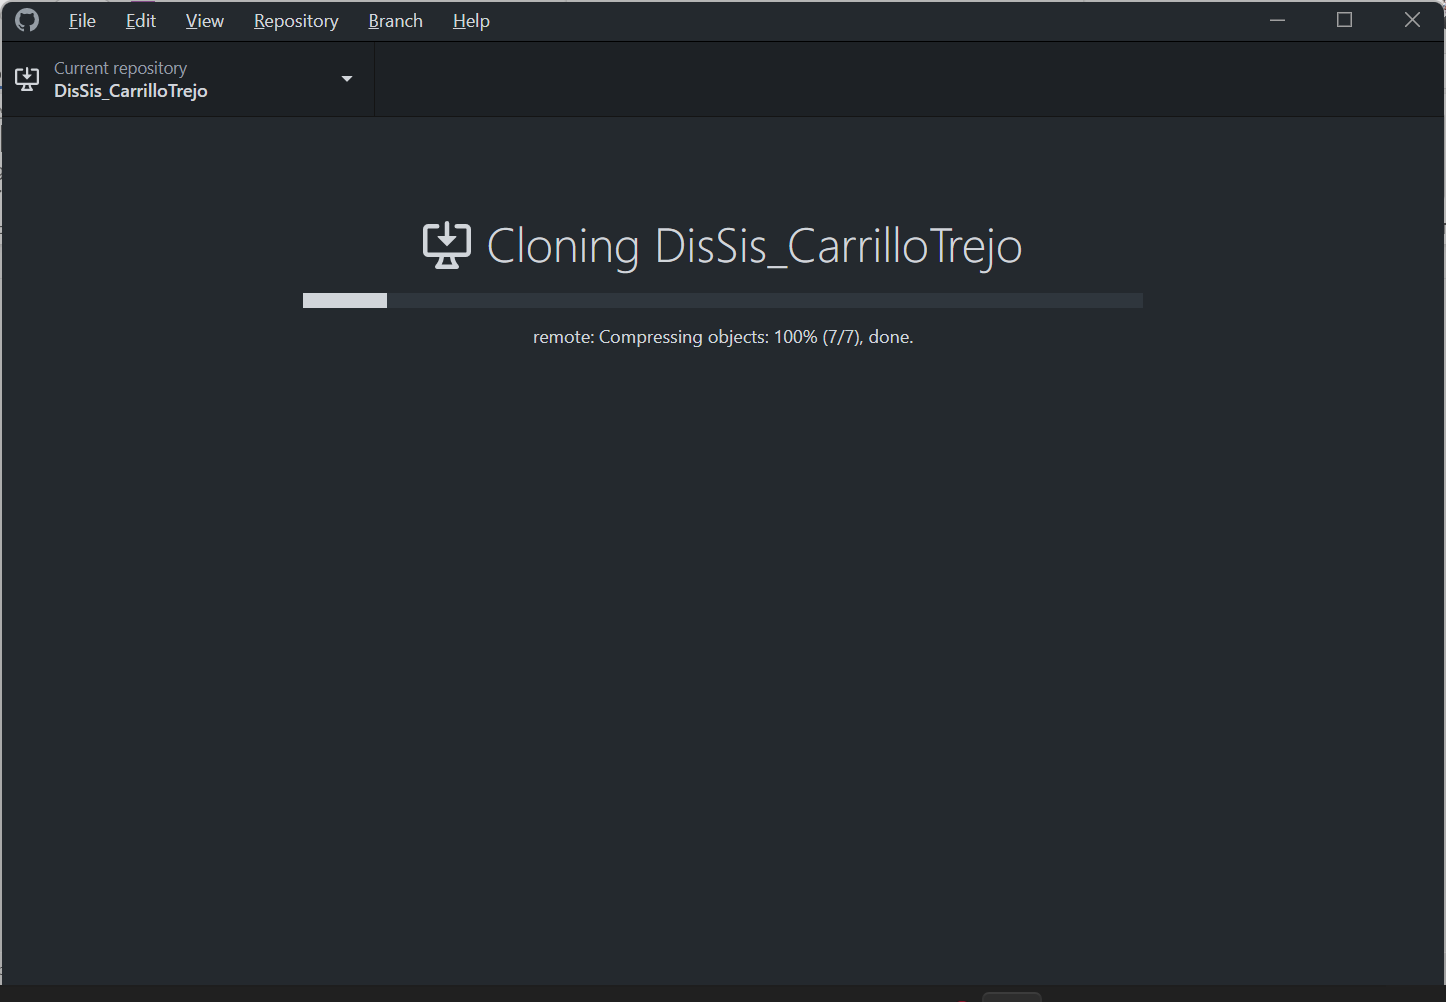 File Edit View Repository Branch Help
Current repository
DisSis_CarrilloTrejo
Cloning DisSis_CarrilloTrejo
remote: Compressing objects: 100% (7/7), done.